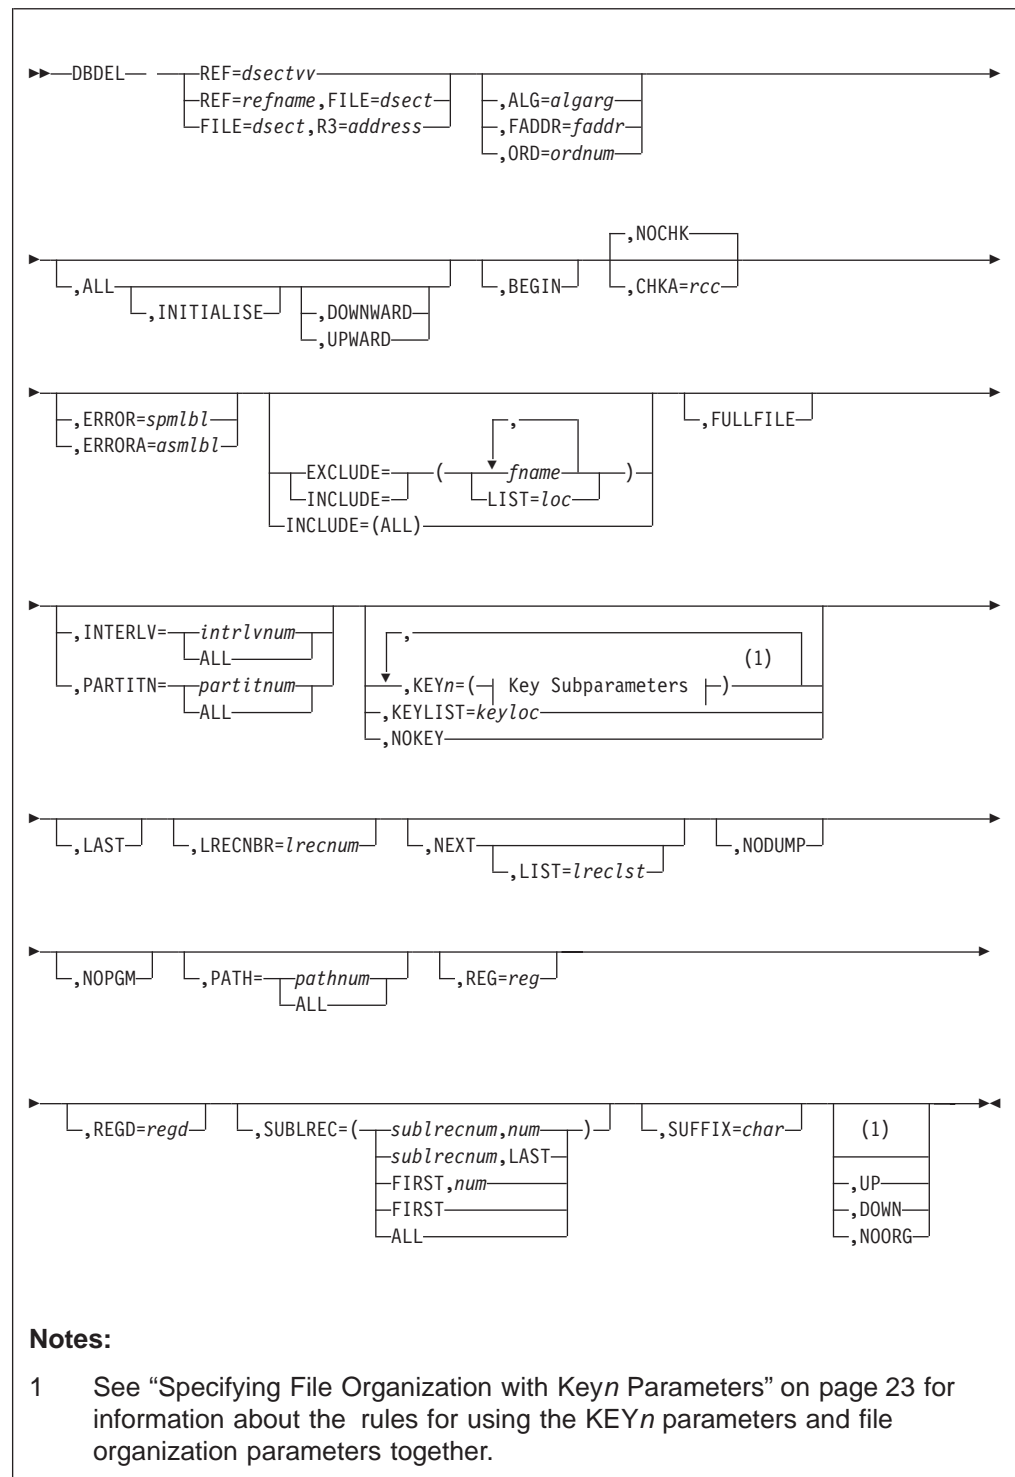 DBDEL REF=dsectvv
REF=refname,FILE=dsect ,ALG=algarg
FILE=dsect,R3=address ,FADDR=faddr
,ORD=ordnum
,NOCHK
,ALL ,BEGIN ,CHKA=rcc
,INITIALISE ,DOWNWARD
,UPWARD
,ERROR=spmlbl ,FULLFILE
,ERRORA=asmlbl ,
EXCLUDE= ( fname )
INCLUDE= LIST=loc
INCLUDE=(ALL)
,INTERLV= intrlvnum ,
ALL (1)
,PARTITN= partitnum ,KEYn=( Key Subparameters )
ALL ,KEYLIST=keyloc
,NOKEY
,LAST ,LRECNBR=lrecnum ,NEXT ,NODUMP
,LIST=lreclst
,NOPGM ,PATH= pathnum ,REG=reg
ALL
,REGD=regd ,SUBLREC=( sublrecnum,num ) ,SUFFIX=char (1)
sublrecnum,LAST
FIRST,num ,UP
FIRST ,DOWN
ALL ,NOORG
Notes:
1 See “Specifying File Organization with Keyn Parameters” on page 23 for
information about the rules for using the KEYn parameters and file
organization parameters together.